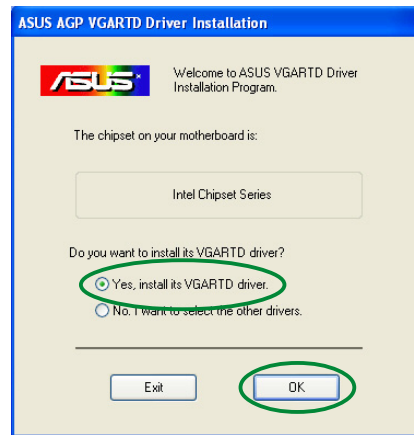 ASUS AGP VGARTD Driver Installation
ASUS
Welcome to ASUS VGARTD Driver
Installation Program.
The chipset on your motherboard is:
Intel Chipset Series
Do you want to install its VGARTD driver?
Yes, install its VGARTD driver.
No. I want to select the other drivers.
Exit
OK